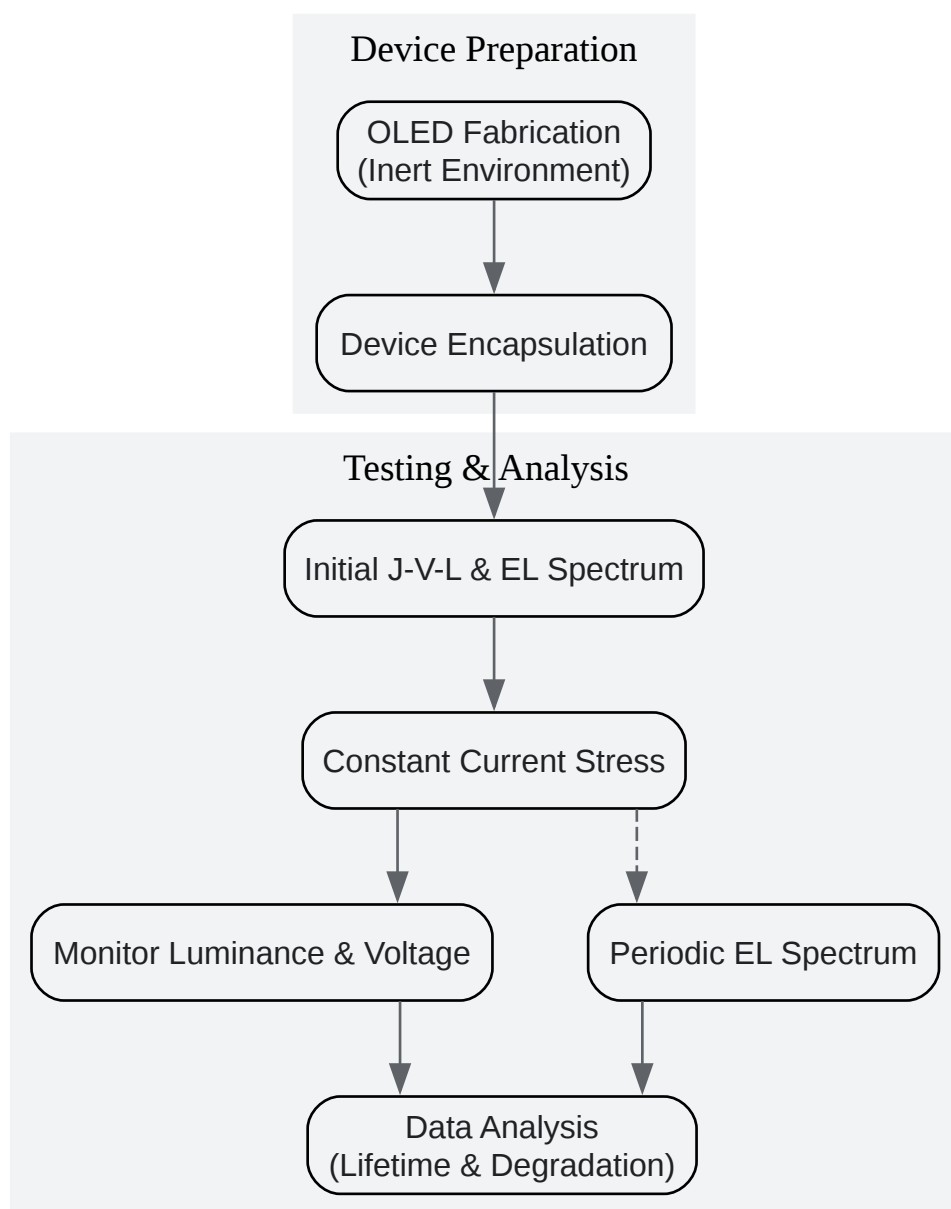 Device Preparation
OLED Fabrication
(Inert Environment)
Device Encapsulation
Testing & Analysis
Initial J-V-L & EL Spectrum
Constant Current Stress
Monitor Luminance & Voltage
Periodic EL Spectrum
Data Analysis
(Lifetime & Degradation)